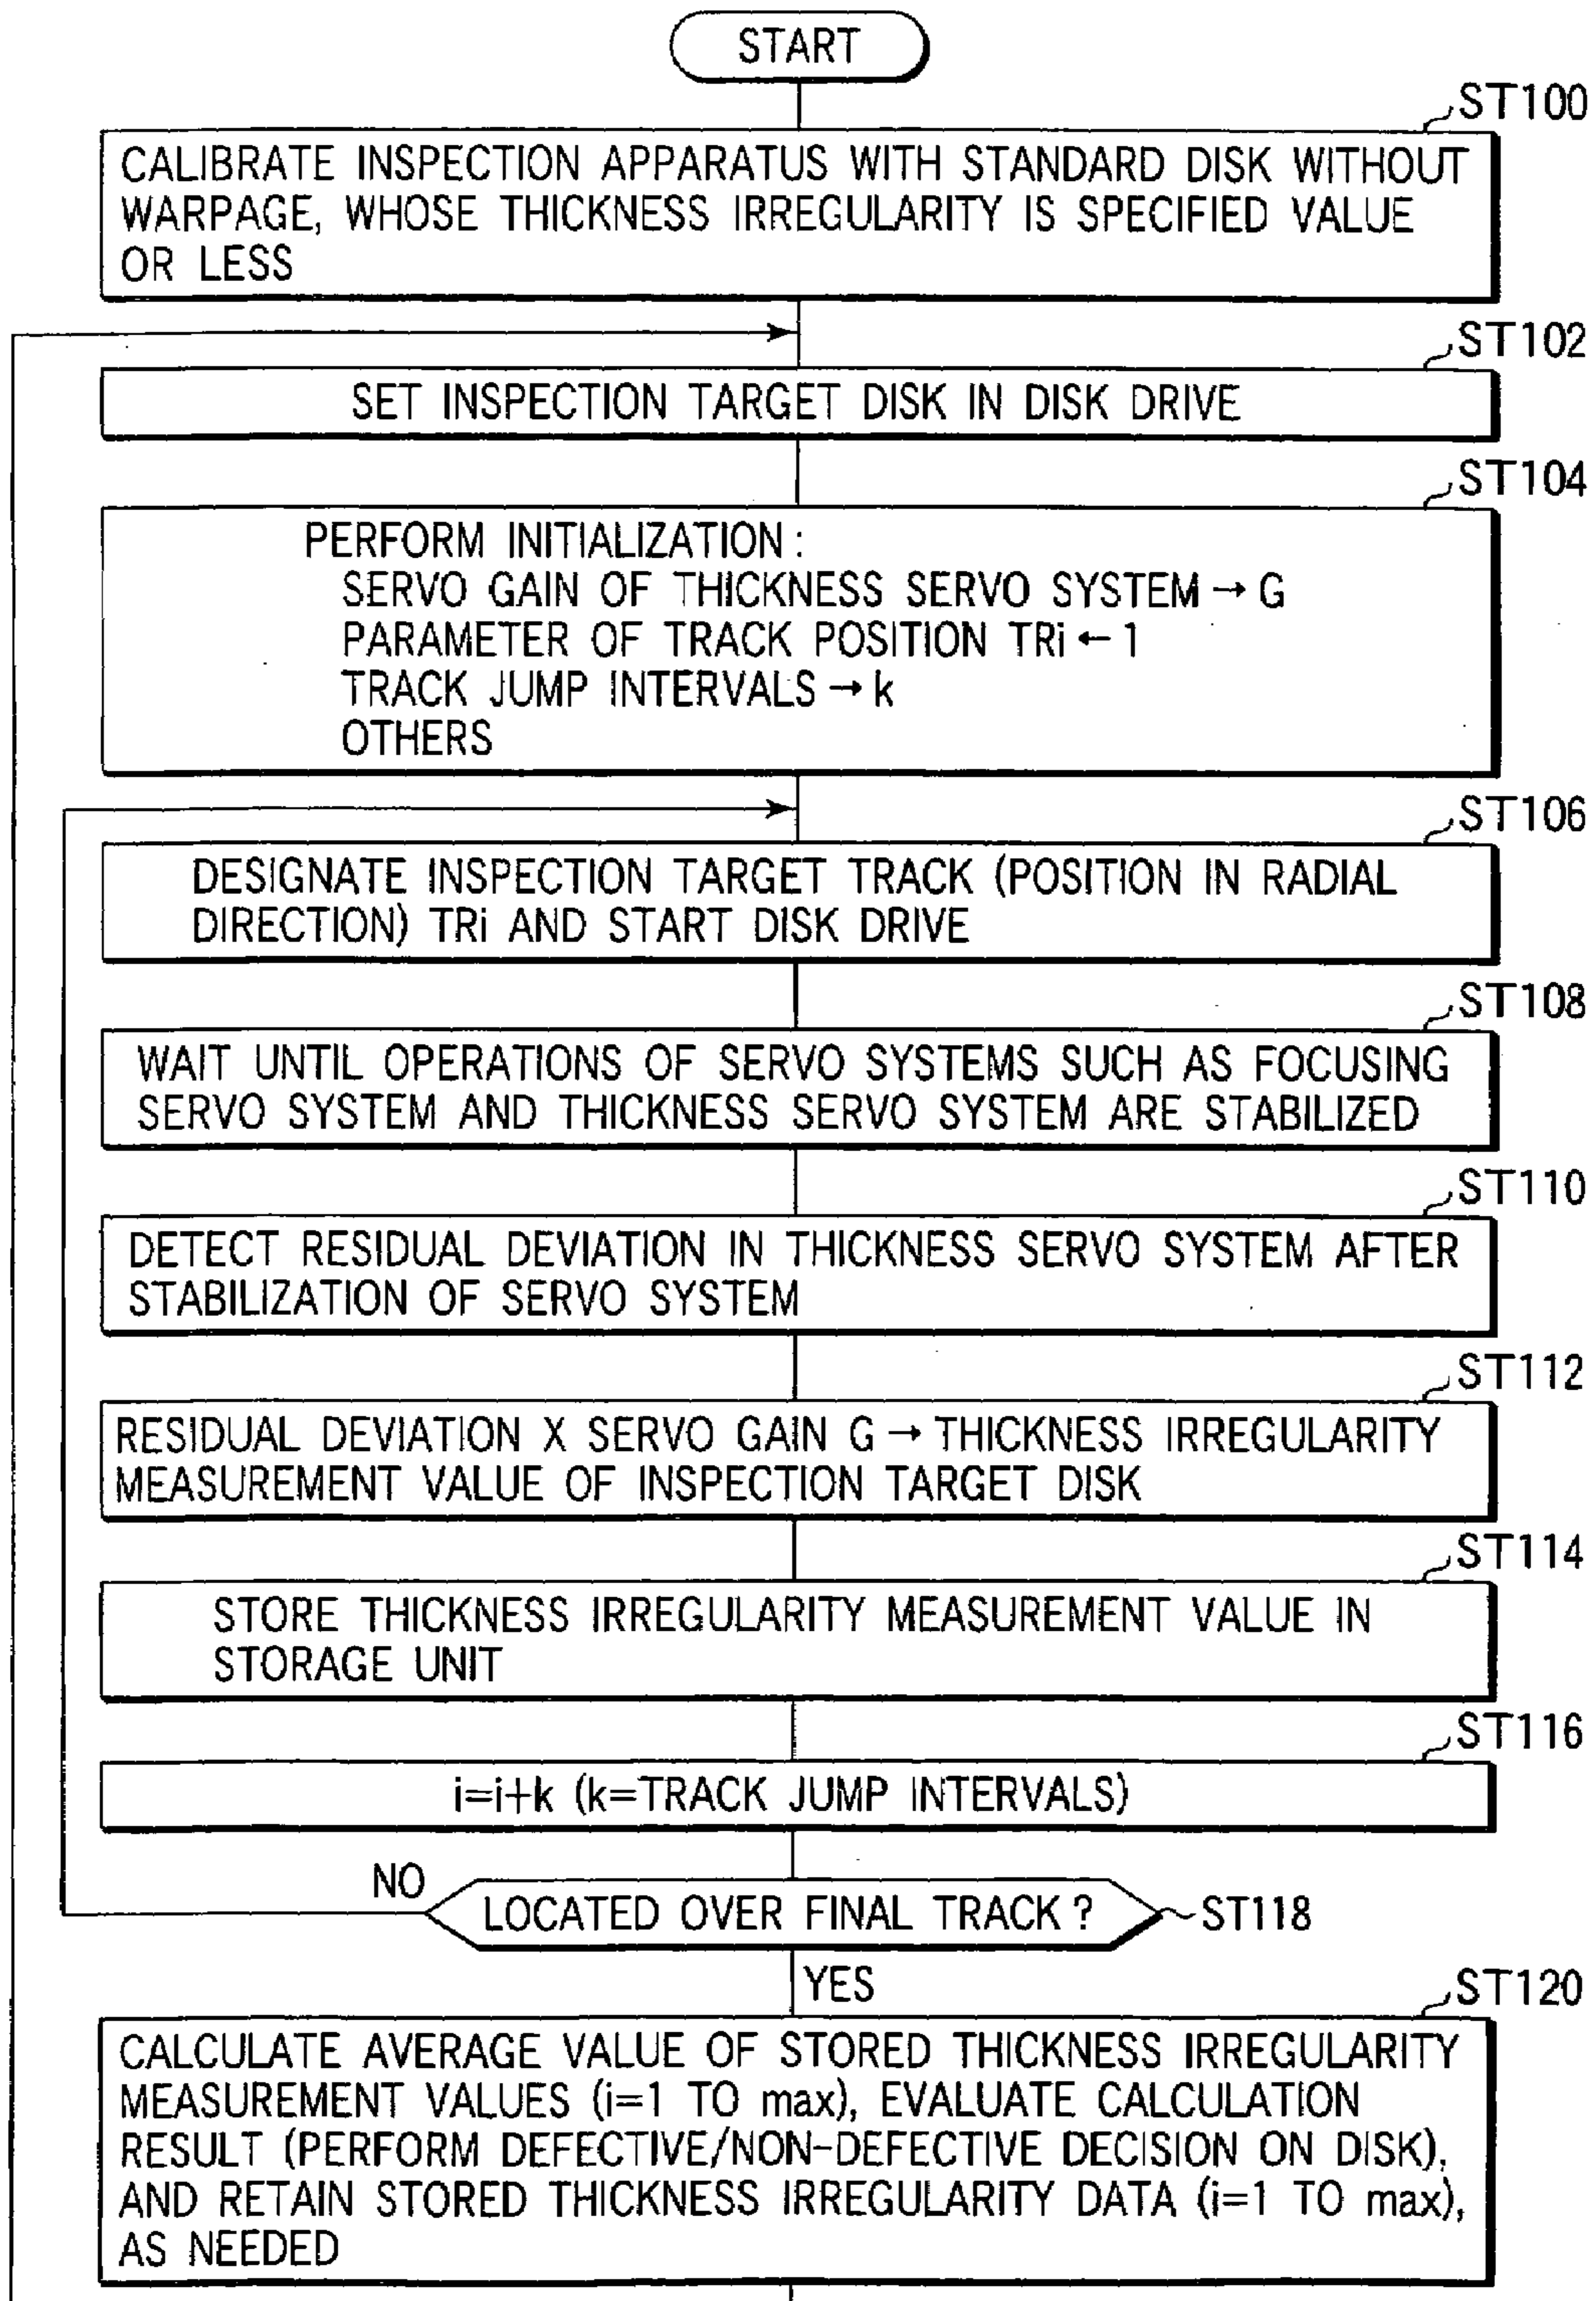 START
ST100
CALIBRATE INSPECTION APPARATUS WITH STANDARD DISK WITHOUT
WARPAGE, WHOSE THICKNESS IRREGULARITY IS SPECIFIED VALUE
OR LESS
ST102
SET INSPECTION TARGET DISK IN DISK DRIVE
ST104
PERFORM INITIALIZATION:
SERVO GAIN OF THICKNESS SERVO SYSTEM → G
PARAMETER OF TRACK POSITION TRi ← 1
TRACK JUMP INTERVALS → k
OTHERS
ST106
DESIGNATE INSPECTION TARGET TRACK (POSITION IN RADIAL
DIRECTION) TRi AND START DISK DRIVE
ST108
WAIT UNTIL OPERATIONS OF SERVO SYSTEMS SUCH AS FOCUSING
SERVO SYSTEM AND THICKNESS SERVO SYSTEM ARE STABILIZED
ST110
DETECT RESIDUAL DEVIATION IN THICKNESS SERVO SYSTEM AFTER
STABILIZATION OF SERVO SYSTEM
ST112
RESIDUAL DEVIATION X SERVO GAIN G → THICKNESS IRREGULARITY
MEASUREMENT VALUE OF INSPECTION TARGET DISK
ST114
STORE THICKNESS IRREGULARITY MEASUREMENT VALUE IN
STORAGE UNIT
ST116
i=i+k (k=TRACK JUMP INTERVALS)
NO
LOCATED OVER FINAL TRACK?
ST118
YES
ST120
CALCULATE AVERAGE VALUE OF STORED THICKNESS IRREGULARITY
MEASUREMENT VALUES (i=1 TO max), EVALUATE CALCULATION
RESULT (PERFORM DEFECTIVE/NON-DEFECTIVE DECISION ON DISK),
AND RETAIN STORED THICKNESS IRREGULARITY DATA (i=1 TO max),
AS NEEDED